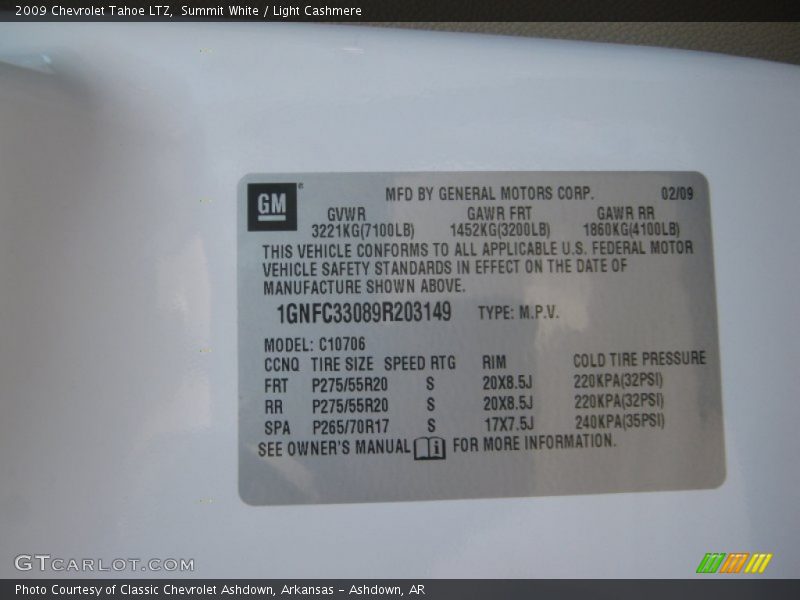 2009 Chevrolet Tahoe LTZ,  Summit White / Light Cashmere
GM® MFD BY GENERAL MOTORS CORP. 02/09
GVWR GAWR FRT GAWR RR
3221KG(7100LB) 1452KG(3200LB) 1860KG(4100LB)
THIS VEHICLE CONFORMS TO ALL APPLICABLE U.S. FEDERAL MOTOR
VEHICLE SAFETY STANDARDS IN EFFECT ON THE DATE OF
MANUFACTURE SHOWN ABOVE.
1GNFC33089R203149 TYPE: M.P.V.
MODEL: C10706
CCNQ TIRE SIZE SPEED RTG RIM COLD TIRE PRESSURE
FRT P275/55R20 S 20X8.5J 220KPA(32PSI)
RR P275/55R20 S 20X8.5J 220KPA(32PSI)
SPA P265/70R17 S 17X7.5J 240KPA(35PSI)
SEE OWNER'S MANUAL i FOR MORE INFORMATION.
GTCARLOT.COM
Photo Courtesy of Classic Chevrolet Ashdown, Arkansas - Ashdown, AR